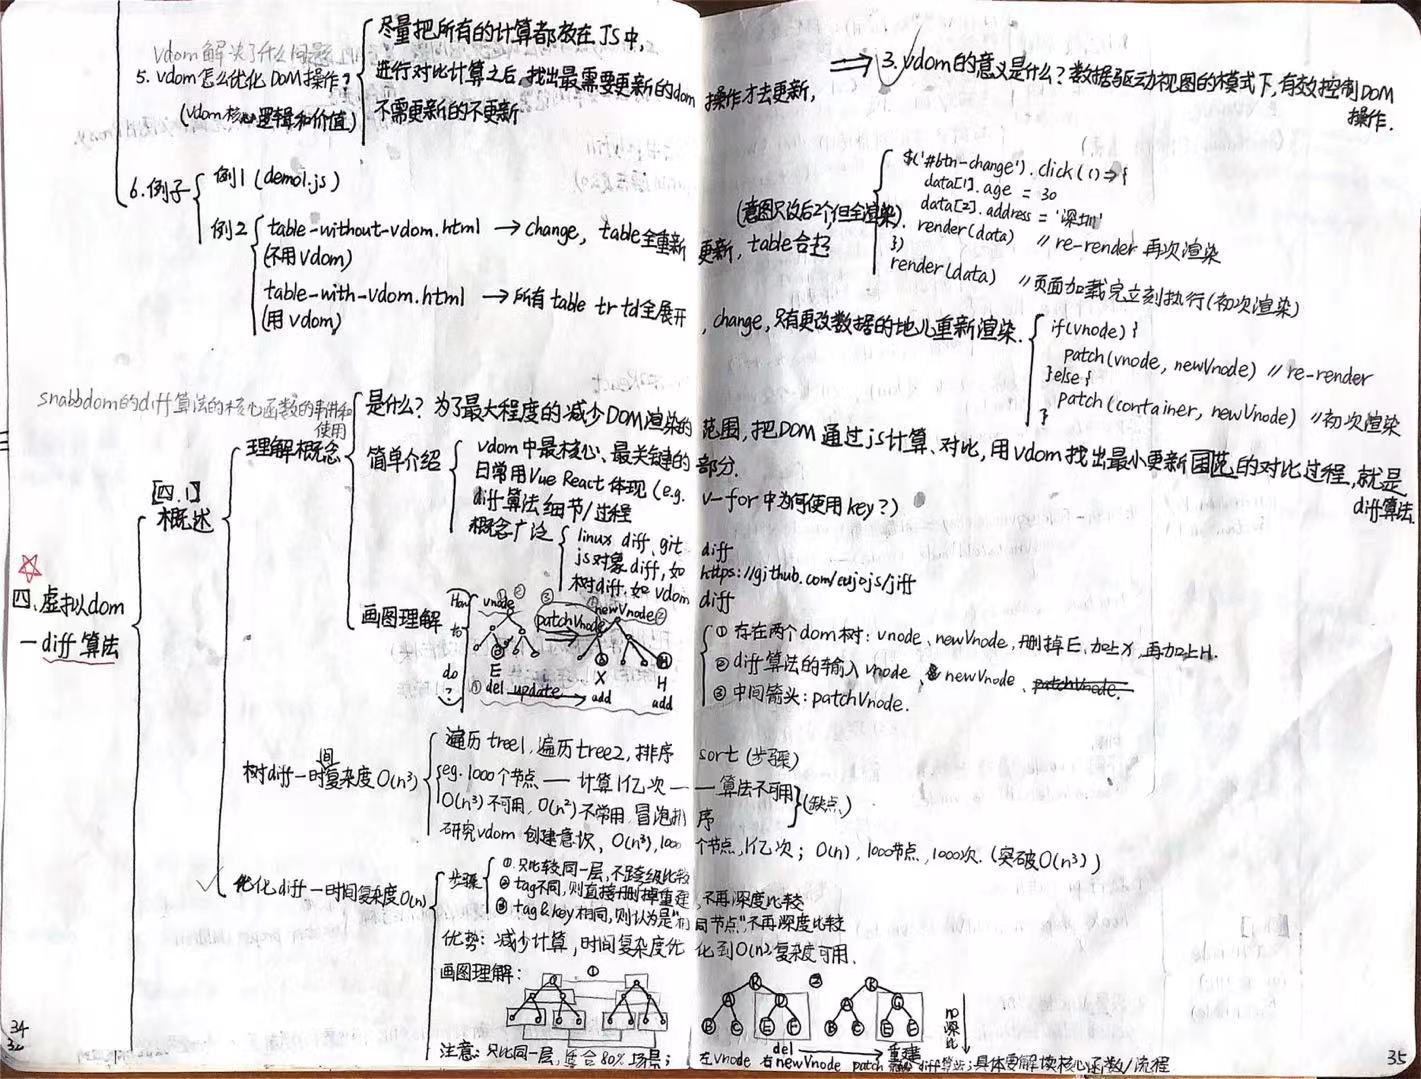 vdom解决了什么问题
5. vdom怎么优化DOM操作?
(vdom核心逻辑和价值)
尽量把所有的计算都放在JS中,
进行对比计算之后,找出最需要更新的dom操作才去更新,
不需更新的不更新
⇒ 3. vdom的意义是什么? 数据驱动视图的模式下,有效控制DOM
操作.
6.例子
例1 (demo1.js)
例2
table-without-vdom.html → change, table全重新更新, table合起
(不用vdom)
(意图只改后2个,但全渲染)
$('#btn-change').click(()=>{
data[1].age = 30
data[2].address = '深圳'
render(data) // re-render 再次渲染
})
render(data) //页面加载完立刻执行(初次渲染)
table-with-vdom.html → 所有table tr td全展开, change, 只有更改数据的地儿重新渲染.
(用vdom)
if(vnode) {
patch(vnode, newVnode) // re-render
}else{
patch(container, newVnode) //初次渲染
}
四、虚拟dom
—diff算法
[四.1]
概述
snabbdom的diff算法的核心函数的事讲和
使用
理解概念
是什么? 为了最大程度的减少DOM渲染的范围, 把DOM通过js计算、对比, 用vdom找出最小更新范围的对比过程, 就是
diff算法.
简单介绍
vdom中最核心、最关键的部分.
日常用Vue React体现 (e.g. v-for中为何使用key?)
diff算法细节/过程
概念广泛
linux diff、git diff
js对象diff, 如 https://github.com/cujojs/jiff
树diff, 如vdom diff
画图理解
How
to
do
?
vnode① ② ③ ①newVnode②
patchVnode
E X H
H
①del update add add
① 存在两个dom树: vnode、newVnode, 删掉E、加上X, 再加上H.
② diff算法的输入 vnode、newVnode、patchVnode.
③ 中间箭头: patchVnode.
树diff—时间复杂度O(n³)
遍历tree1, 遍历tree2, 排序sort (步骤)
eg. 1000个节点 — 计算1亿次 — 算法不可用
O(n³)不可用, O(n²)不常用, 冒泡排序
(缺点)
研究vdom 创建意识, O(n³), 1000个节点, 1亿次; O(n), 1000节点, 1000次. (突破O(n³))
✓ 优化diff—时间复杂度O(n)
步骤
①.只比较同一层, 不跨级比较
② tag不同, 则直接删掉重建, 不再深度比较
③ tag&key相同, 则认为是"相同节点", 不再深度比较
优势: 减少计算, 时间复杂度优化到O(n)复杂度可用.
画图理解:
① ②
R R
A D A G
B C E F B C E E
del → 重建
no深比
注意: 只比同一层, 适合80%场景; 左vnode 右newVnode patch diff算法; 具体要解读核心函数/流程
34
32
35